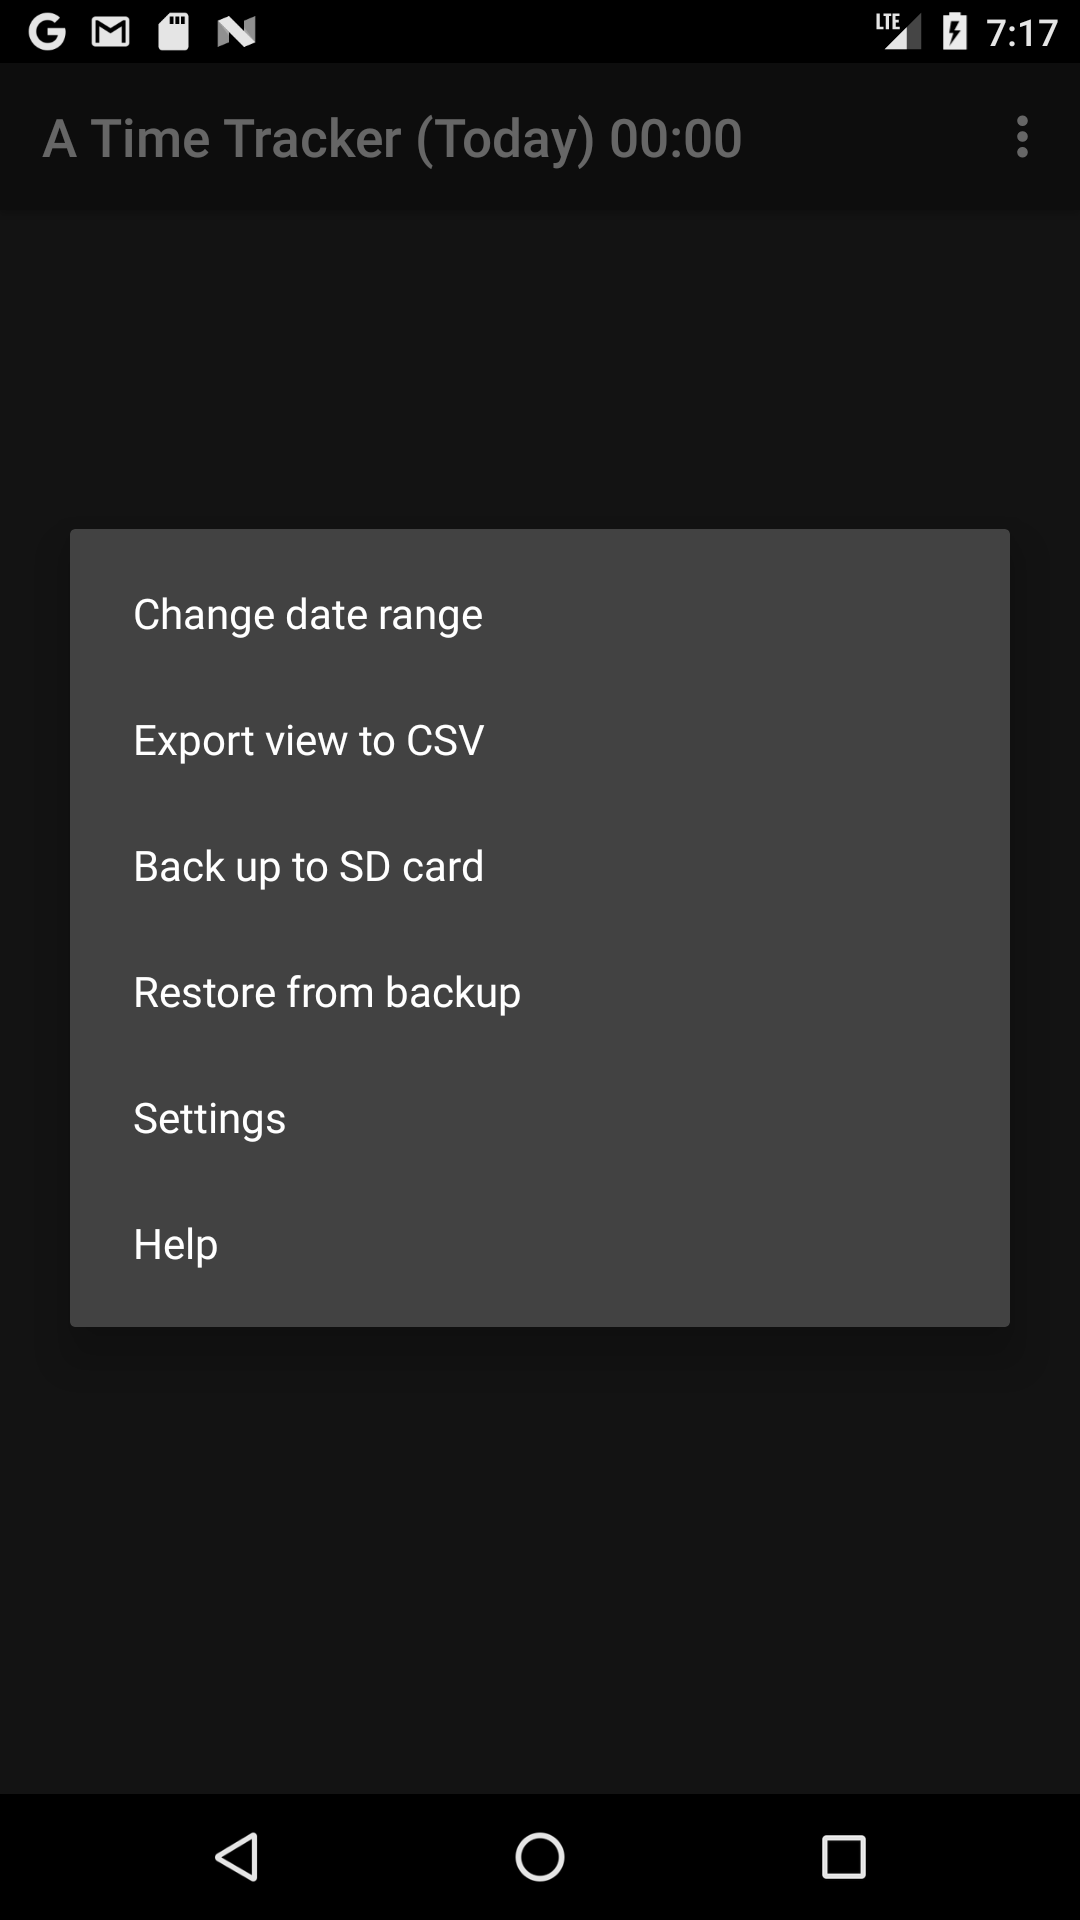 LTE 7:17
A Time Tracker (Today) 00:00
Change date range
Export view to CSV
Back up to SD card
Restore from backup
Settings
Help